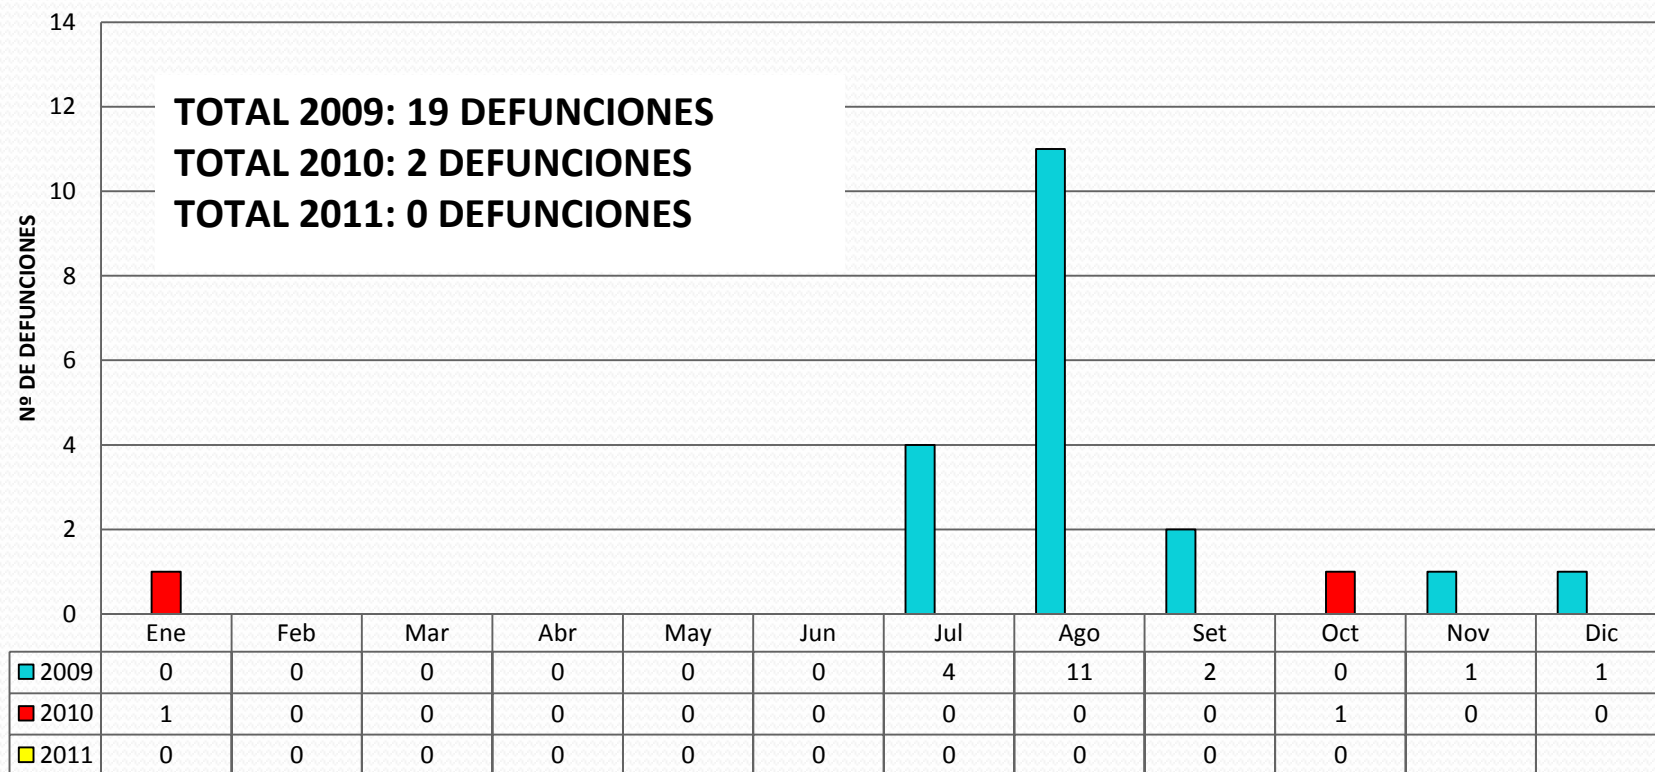 14
12
10
8
6
4
2
0
Nº DE DEFUNCIONES
TOTAL 2009: 19 DEFUNCIONES
TOTAL 2010: 2 DEFUNCIONES
TOTAL 2011: 0 DEFUNCIONES
Ene Feb Mar Abr May Jun Jul Ago Set Oct Nov Dic
2009 0 0 0 0 0 0 4 11 2 0 1 1
2010 1 0 0 0 0 0 0 0 0 1 0 0
2011 0 0 0 0 0 0 0 0 0 0